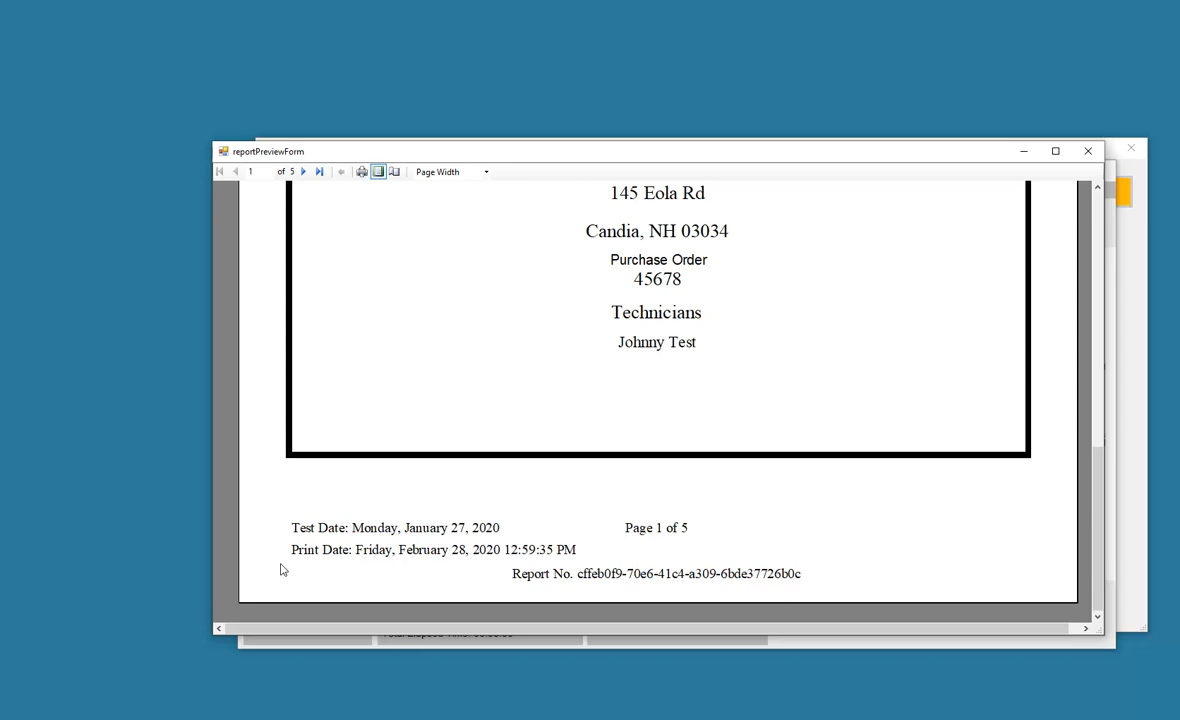 reportPreviewForm
1 of 5 Page Width
145 Eola Rd
Candia, NH 03034
Purchase Order
45678
Technicians
Johnny Test
Test Date: Monday, January 27, 2020 Page 1 of 5
Print Date: Friday, February 28, 2020 12:59:35 PM
Report No. cffeb0f9-70e6-41c4-a309-6bde37726b0c